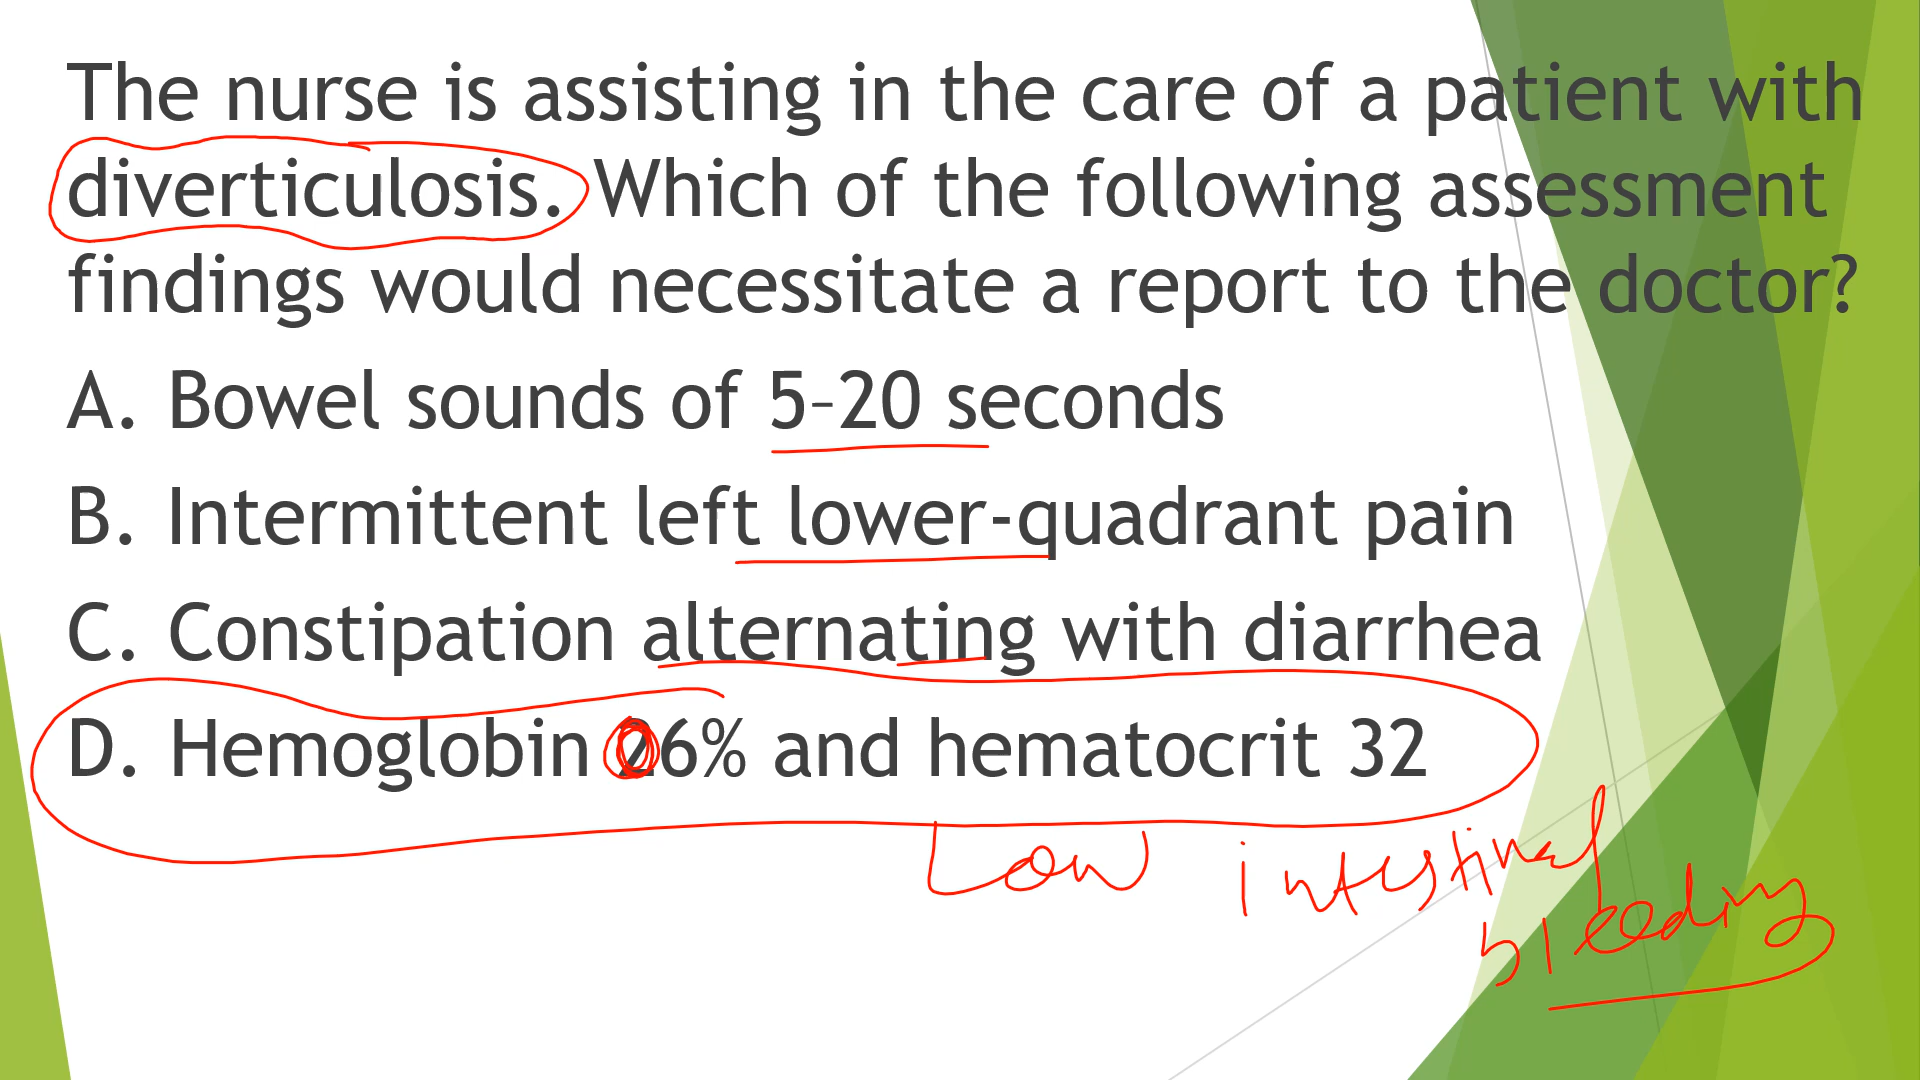 The nurse is assisting in the care of a patient with
diverticulosis. Which of the following assessment
findings would necessitate a report to the doctor?
A. Bowel sounds of 5–20 seconds
B. Intermittent left lower-quadrant pain
C. Constipation alternating with diarrhea
D. Hemoglobin 26% and hematocrit 32
Low intestinal
bleeding